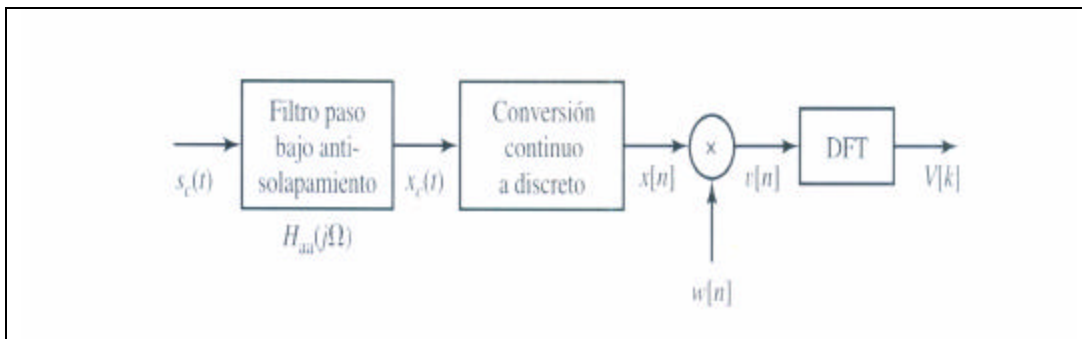 Filtro paso
bajo anti-
solapamiento
Conversión
continuo
a discreto
×
DFT
s_c(t)
x_c(t)
x[n]
v[n]
V[k]
H_aa(jΩ)
w[n]